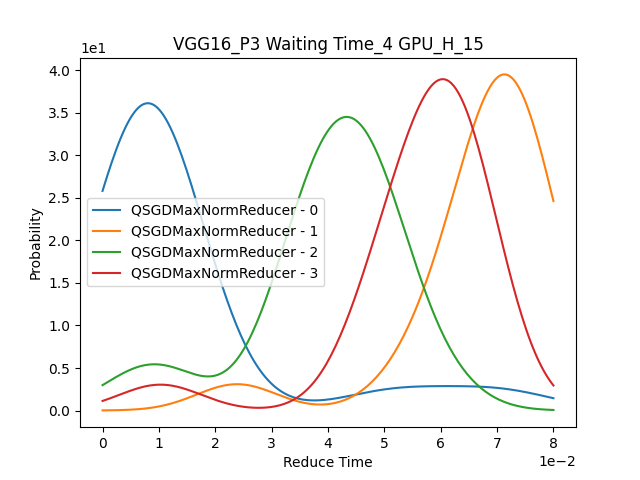 VGG16_P3 Waiting Time_4 GPU_H_15
1e1
4.0
3.5
3.0
2.5
2.0
1.5
1.0
0.5
0.0
Probability
QSGDMaxNormReducer - 0
QSGDMaxNormReducer - 1
QSGDMaxNormReducer - 2
QSGDMaxNormReducer - 3
0 1 2 3 4 5 6 7 8
Reduce Time
1e−2